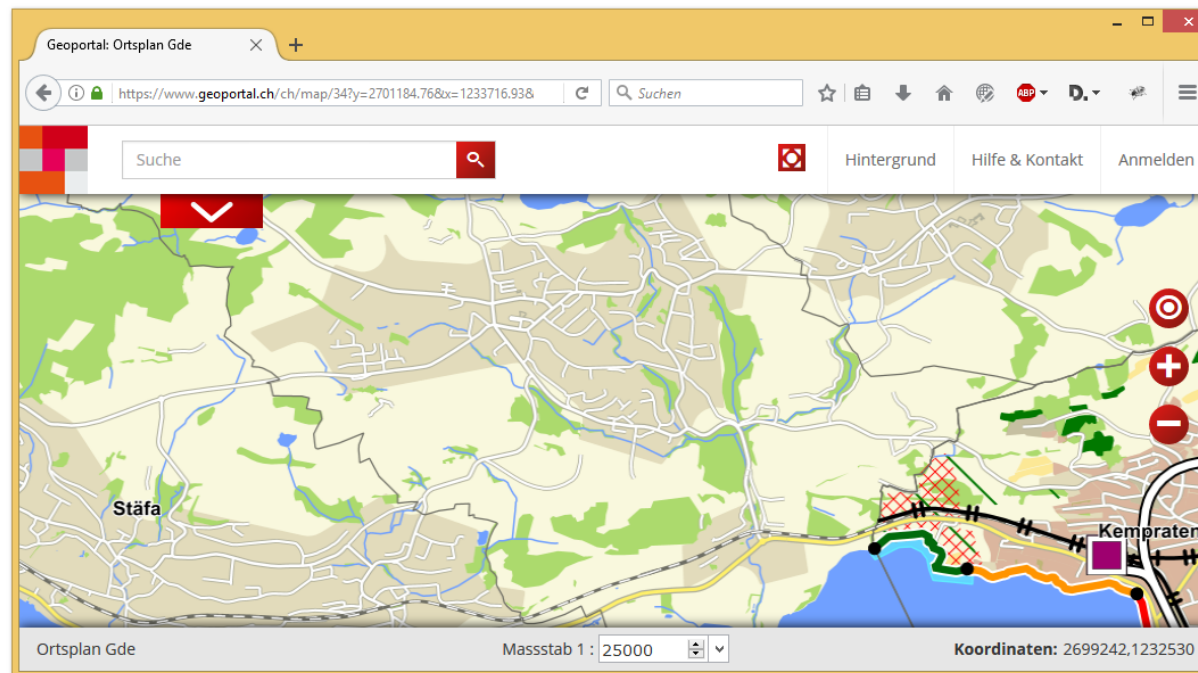 Geoportal: Ortsplan Gde
https://www.geoportal.ch/ch/map/34?y=2701184.76&x=1233716.93&
Suchen
ABP
D.
Suche
Hintergrund
Hilfe & Kontakt
Anmelden
Stäfa
Kempraten
Ortsplan Gde
Massstab 1 : 25000
Koordinaten: 2699242,1232530